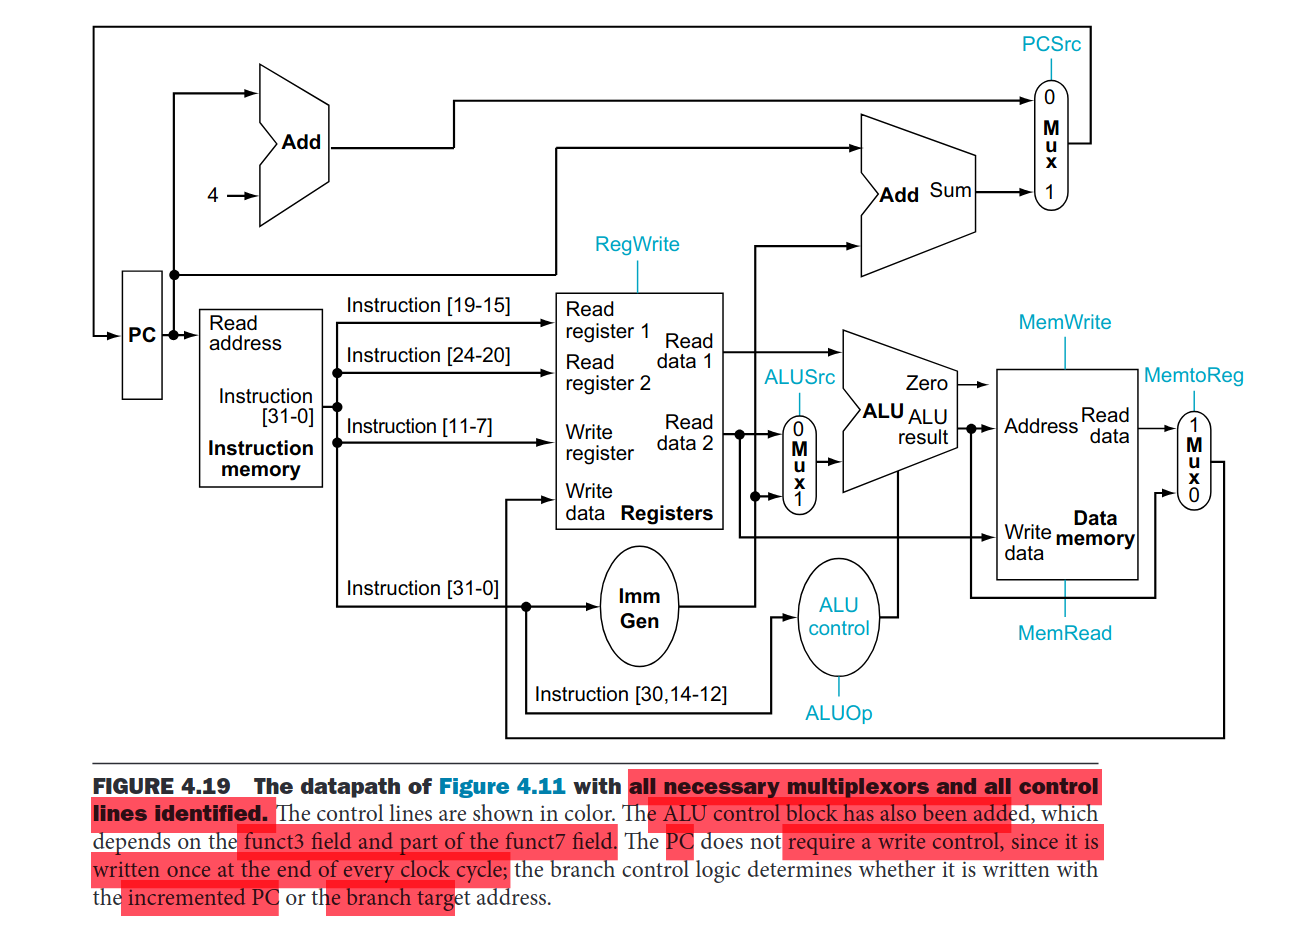 PCSrc
0
M
u
x
1
Add
4
Add Sum
RegWrite
PC
Read
address
Instruction
[31-0]
Instruction
memory
Instruction [19-15]
Instruction [24-20]
Instruction [11-7]
Instruction [31-0]
Read
register 1
Read
register 2
Write
register
Write
data
Registers
Read
data 1
Read
data 2
ALUSrc
0
M
u
x
1
Zero
ALU
ALU
result
MemWrite
Address
Read
data
Write
data
Data
memory
MemRead
MemtoReg
1
M
u
x
0
Imm
Gen
ALU
control
Instruction [30,14-12]
ALUOp
FIGURE 4.19 The datapath of Figure 4.11 with all necessary multiplexors and all control
lines identified. The control lines are shown in color. The ALU control block has also been added, which
depends on the funct3 field and part of the funct7 field. The PC does not require a write control, since it is
written once at the end of every clock cycle; the branch control logic determines whether it is written with
the incremented PC or the branch target address.